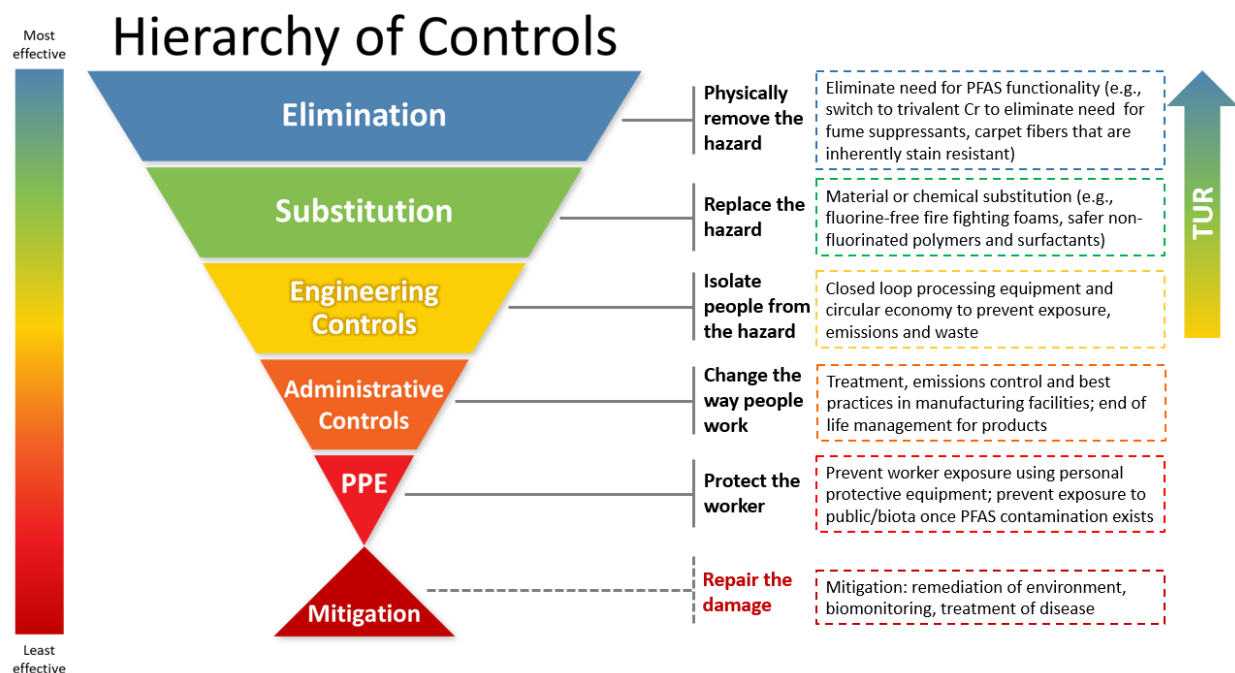 Hierarchy of Controls
Most
effective
Elimination
Physically
remove the
hazard
Eliminate need for PFAS functionality (e.g.,
switch to trivalent Cr to eliminate need for
fume suppressants, carpet fibers that are
inherently stain resistant)
Substitution
Replace the
hazard
Material or chemical substitution (e.g.,
fluorine-free fire fighting foams, safer non-
fluorinated polymers and surfactants)
TUR
Engineering
Controls
Isolate
people from
the hazard
Closed loop processing equipment and
circular economy to prevent exposure,
emissions and waste
Administrative
Controls
Change the
way people
work
Treatment, emissions control and best
practices in manufacturing facilities; end of
life management for products
PPE
Protect the
worker
Prevent worker exposure using personal
protective equipment; prevent exposure to
public/biota once PFAS contamination exists
Mitigation
Repair the
damage
Mitigation: remediation of environment,
biomonitoring, treatment of disease
Least
effective